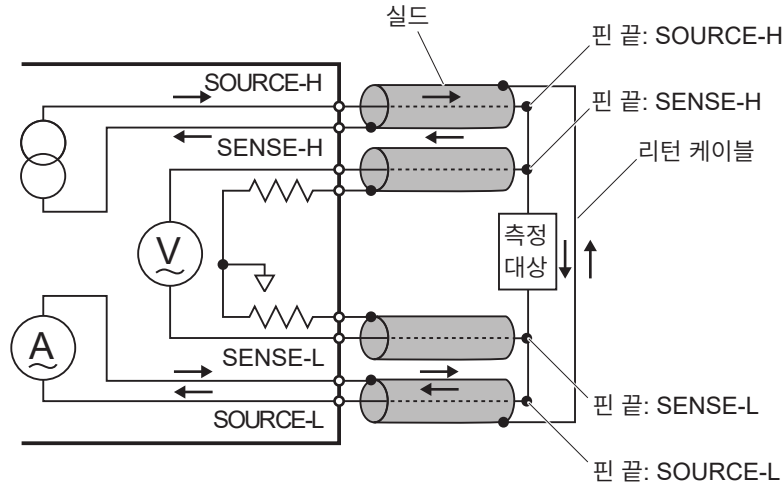 실드
핀 끝: SOURCE-H
SOURCE-H
핀 끝: SENSE-H
SENSE-H
리턴 케이블
V
측정
대상
A
SENSE-L
핀 끝: SENSE-L
SOURCE-L
핀 끝: SOURCE-L